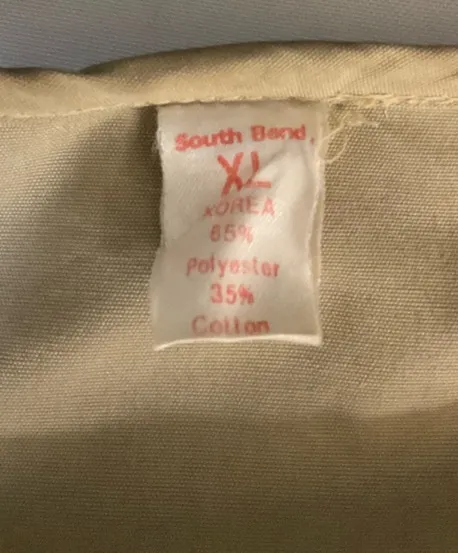 South Bend.
XL
KOREA
65%
Polyester
35%
Cotton